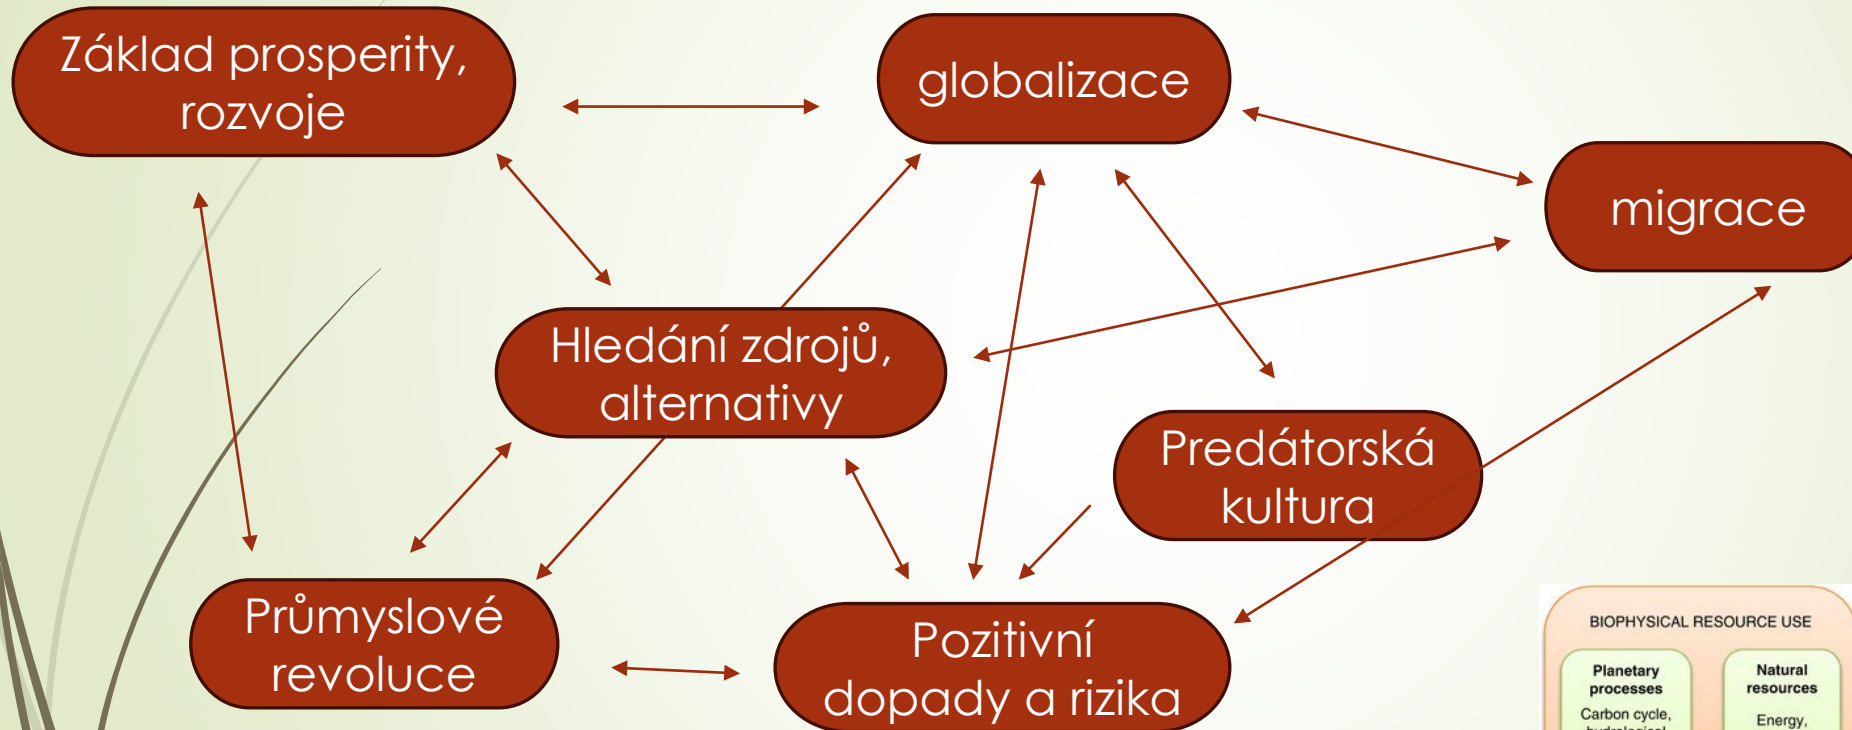 Základ prosperity,
rozvoje
globalizace
migrace
Hledání zdrojů,
alternativy
Predátorská
kultura
Průmyslové
revoluce
Pozitivní
dopady a rizika
BIOPHYSICAL RESOURCE USE
Planetary
processes
Carbon cycle,
hydrological
Natural
resources
Energy,